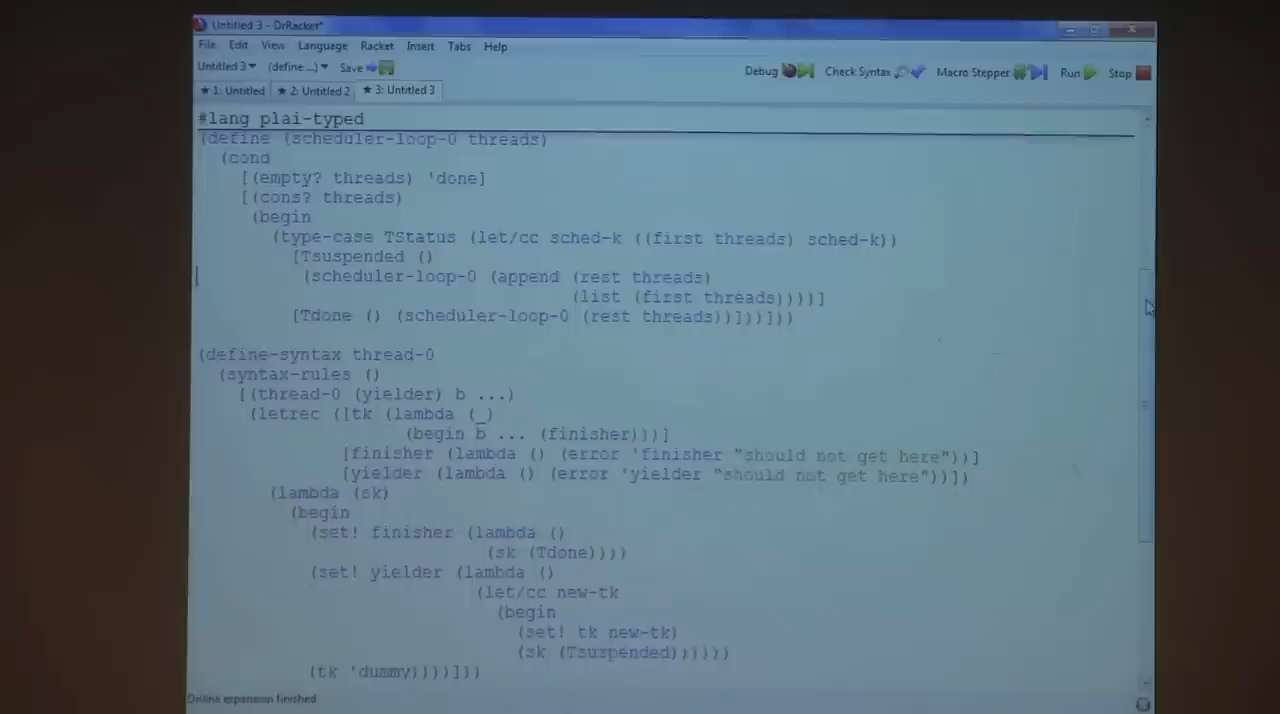 Untitled 3 - DrRacket*
File Edit View Language Racket Insert Tabs Help
Untitled 3 (define ...) Save Debug Check Syntax Macro Stepper Run Stop
1: Untitled 2: Untitled 2 3: Untitled 3
#lang plai-typed
(define (scheduler-loop-0 threads)
(cond
[(empty? threads) 'done]
[(cons? threads)
(begin
(type-case TStatus (let/cc sched-k ((first threads) sched-k))
[Tsuspended ()
(scheduler-loop-0 (append (rest threads)
(list (first threads))))]
[Tdone () (scheduler-loop-0 (rest threads))]))]))
(define-syntax thread-0
(syntax-rules ()
[(thread-0 (yielder) b ...)
(letrec ([tk (lambda (_)
(begin b ... (finisher)))]
[finisher (lambda () (error 'finisher "should not get here"))]
[yielder (lambda () (error 'yielder "should not get here"))])
(lambda (sk)
(begin
(set! finisher (lambda ()
(sk (Tdone))))
(set! yielder (lambda ()
(let/cc new-tk
(begin
(set! tk new-tk)
(sk (Tsuspended))))))
(tk 'dummy))))]))
Online expansion finished